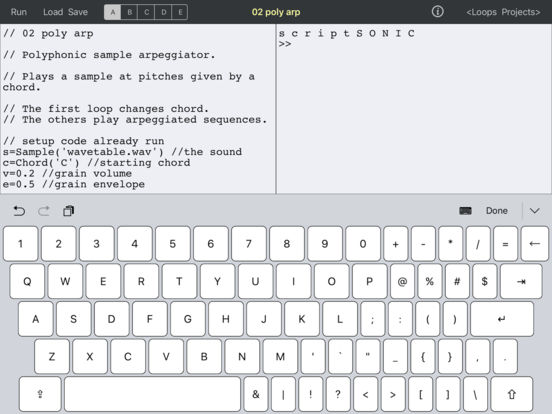 Run Load Save A B C D E 02 poly arp <Loops Projects>
// 02 poly arp
// Polyphonic sample arpeggiator.
// Plays a sample at pitches given by a
chord.
// The first loop changes chord.
// The others play arpeggiated sequences.
// setup code already run
s=Sample('wavetable.wav') //the sound
c=Chord('C') //starting chord
v=0.2 //grain volume
e=0.5 //grain envelope
s c r i p t S O N I C
>>
Done
1 2 3 4 5 6 7 8 9 0 + - * / = ←
Q W E R T Y U I O P @ % # $ ⇥
A S D F G H J K L ; : ( ) ↵
Z X C V B N M ' ` " _ { } , .
⇪ & | ! ? < > [ ] \ ⇧